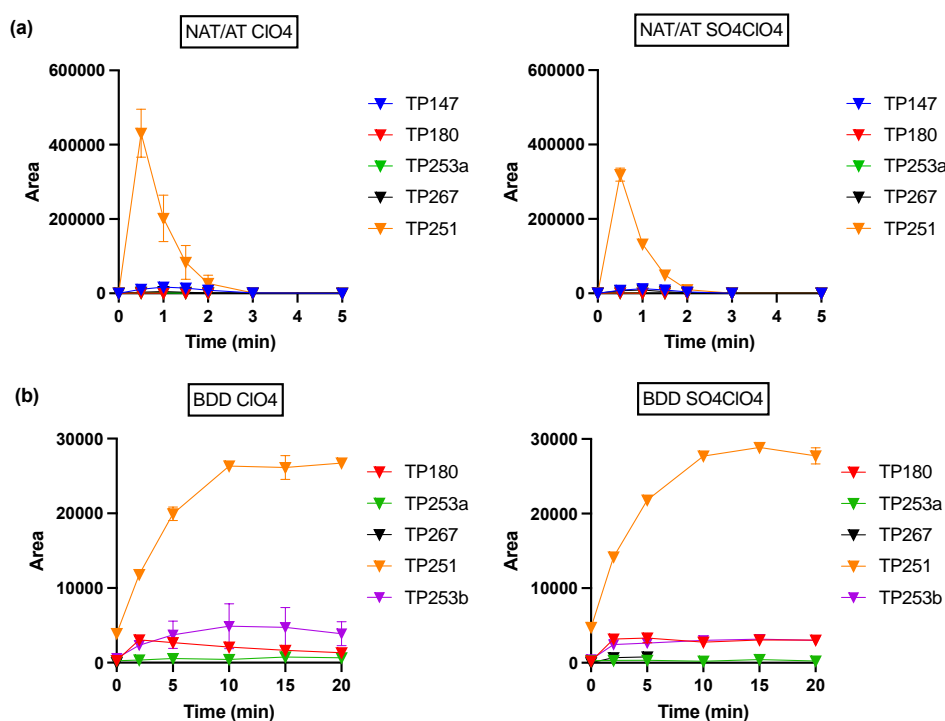 (a)
NAT/AT ClO4
NAT/AT SO4ClO4
600000
400000
200000
0
Area
0 1 2 3 4 5
Time (min)
TP147
TP180
TP253a
TP267
TP251
600000
400000
200000
0
Area
0 1 2 3 4 5
Time (min)
TP147
TP180
TP253a
TP267
TP251
(b)
BDD ClO4
BDD SO4ClO4
30000
20000
10000
0
Area
0 5 10 15 20
Time (min)
TP180
TP253a
TP267
TP251
TP253b
30000
20000
10000
0
Area
0 5 10 15 20
Time (min)
TP180
TP253a
TP267
TP251
TP253b